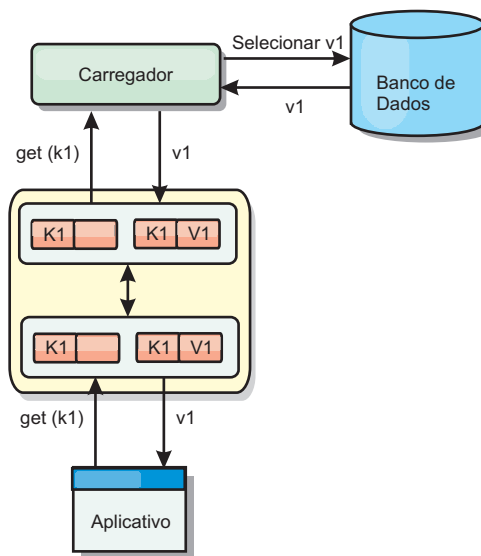 Selecionar v1
Carregador
Banco de
Dados
v1
get (k1)
v1
K1
K1 V1
K1
K1 V1
get (k1)
v1
Aplicativo